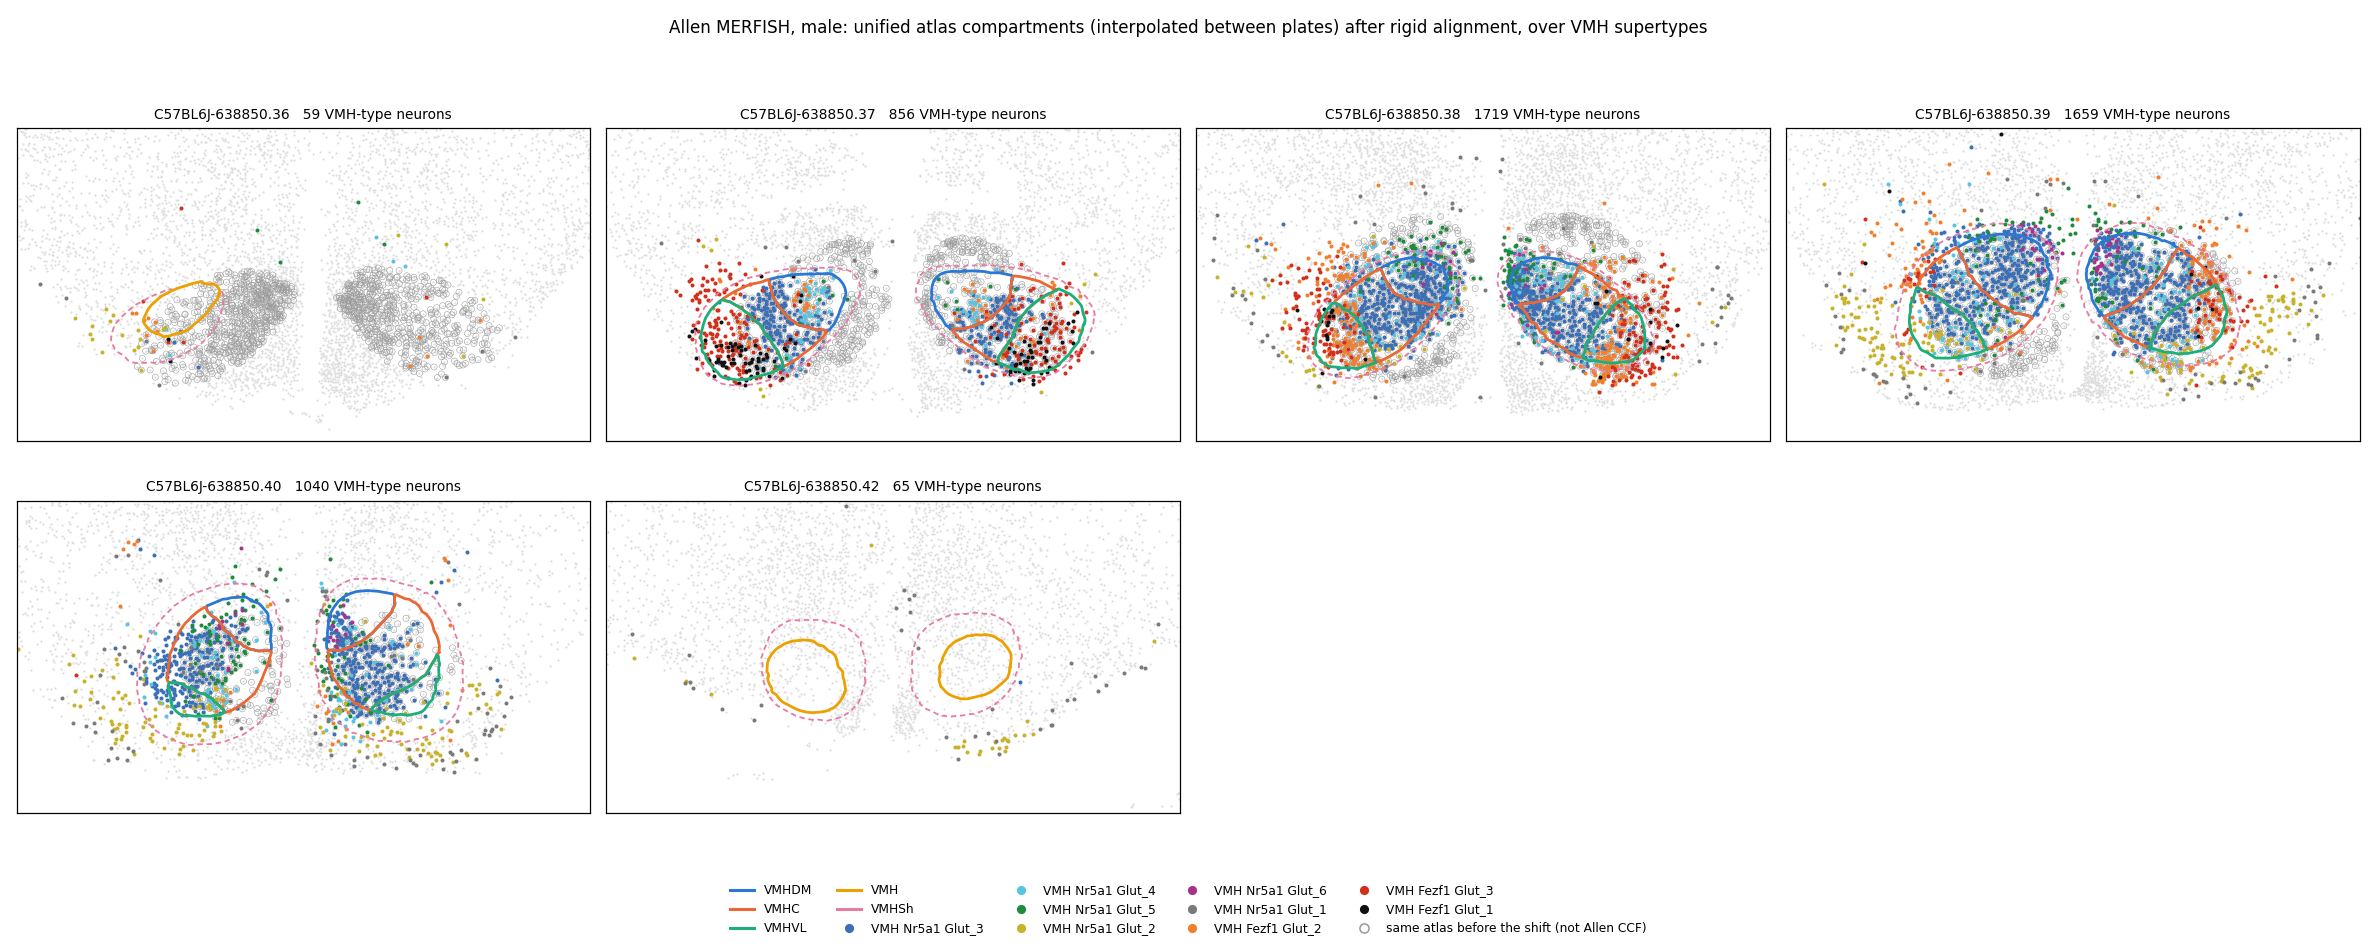 Allen MERFISH, male: unified atlas compartments (interpolated between plates) after rigid alignment, over VMH supertypes
C57BL6J-638850.36   59 VMH-type neurons
C57BL6J-638850.37   856 VMH-type neurons
C57BL6J-638850.38   1719 VMH-type neurons
C57BL6J-638850.39   1659 VMH-type neurons
C57BL6J-638850.40   1040 VMH-type neurons
C57BL6J-638850.42   65 VMH-type neurons
VMHDM
VMHC
VMHVL
VMH
VMHSh
VMH Nr5a1 Glut_3
VMH Nr5a1 Glut_4
VMH Nr5a1 Glut_5
VMH Nr5a1 Glut_2
VMH Nr5a1 Glut_6
VMH Nr5a1 Glut_1
VMH Fezf1 Glut_2
VMH Fezf1 Glut_3
VMH Fezf1 Glut_1
same atlas before the shift (not Allen CCF)